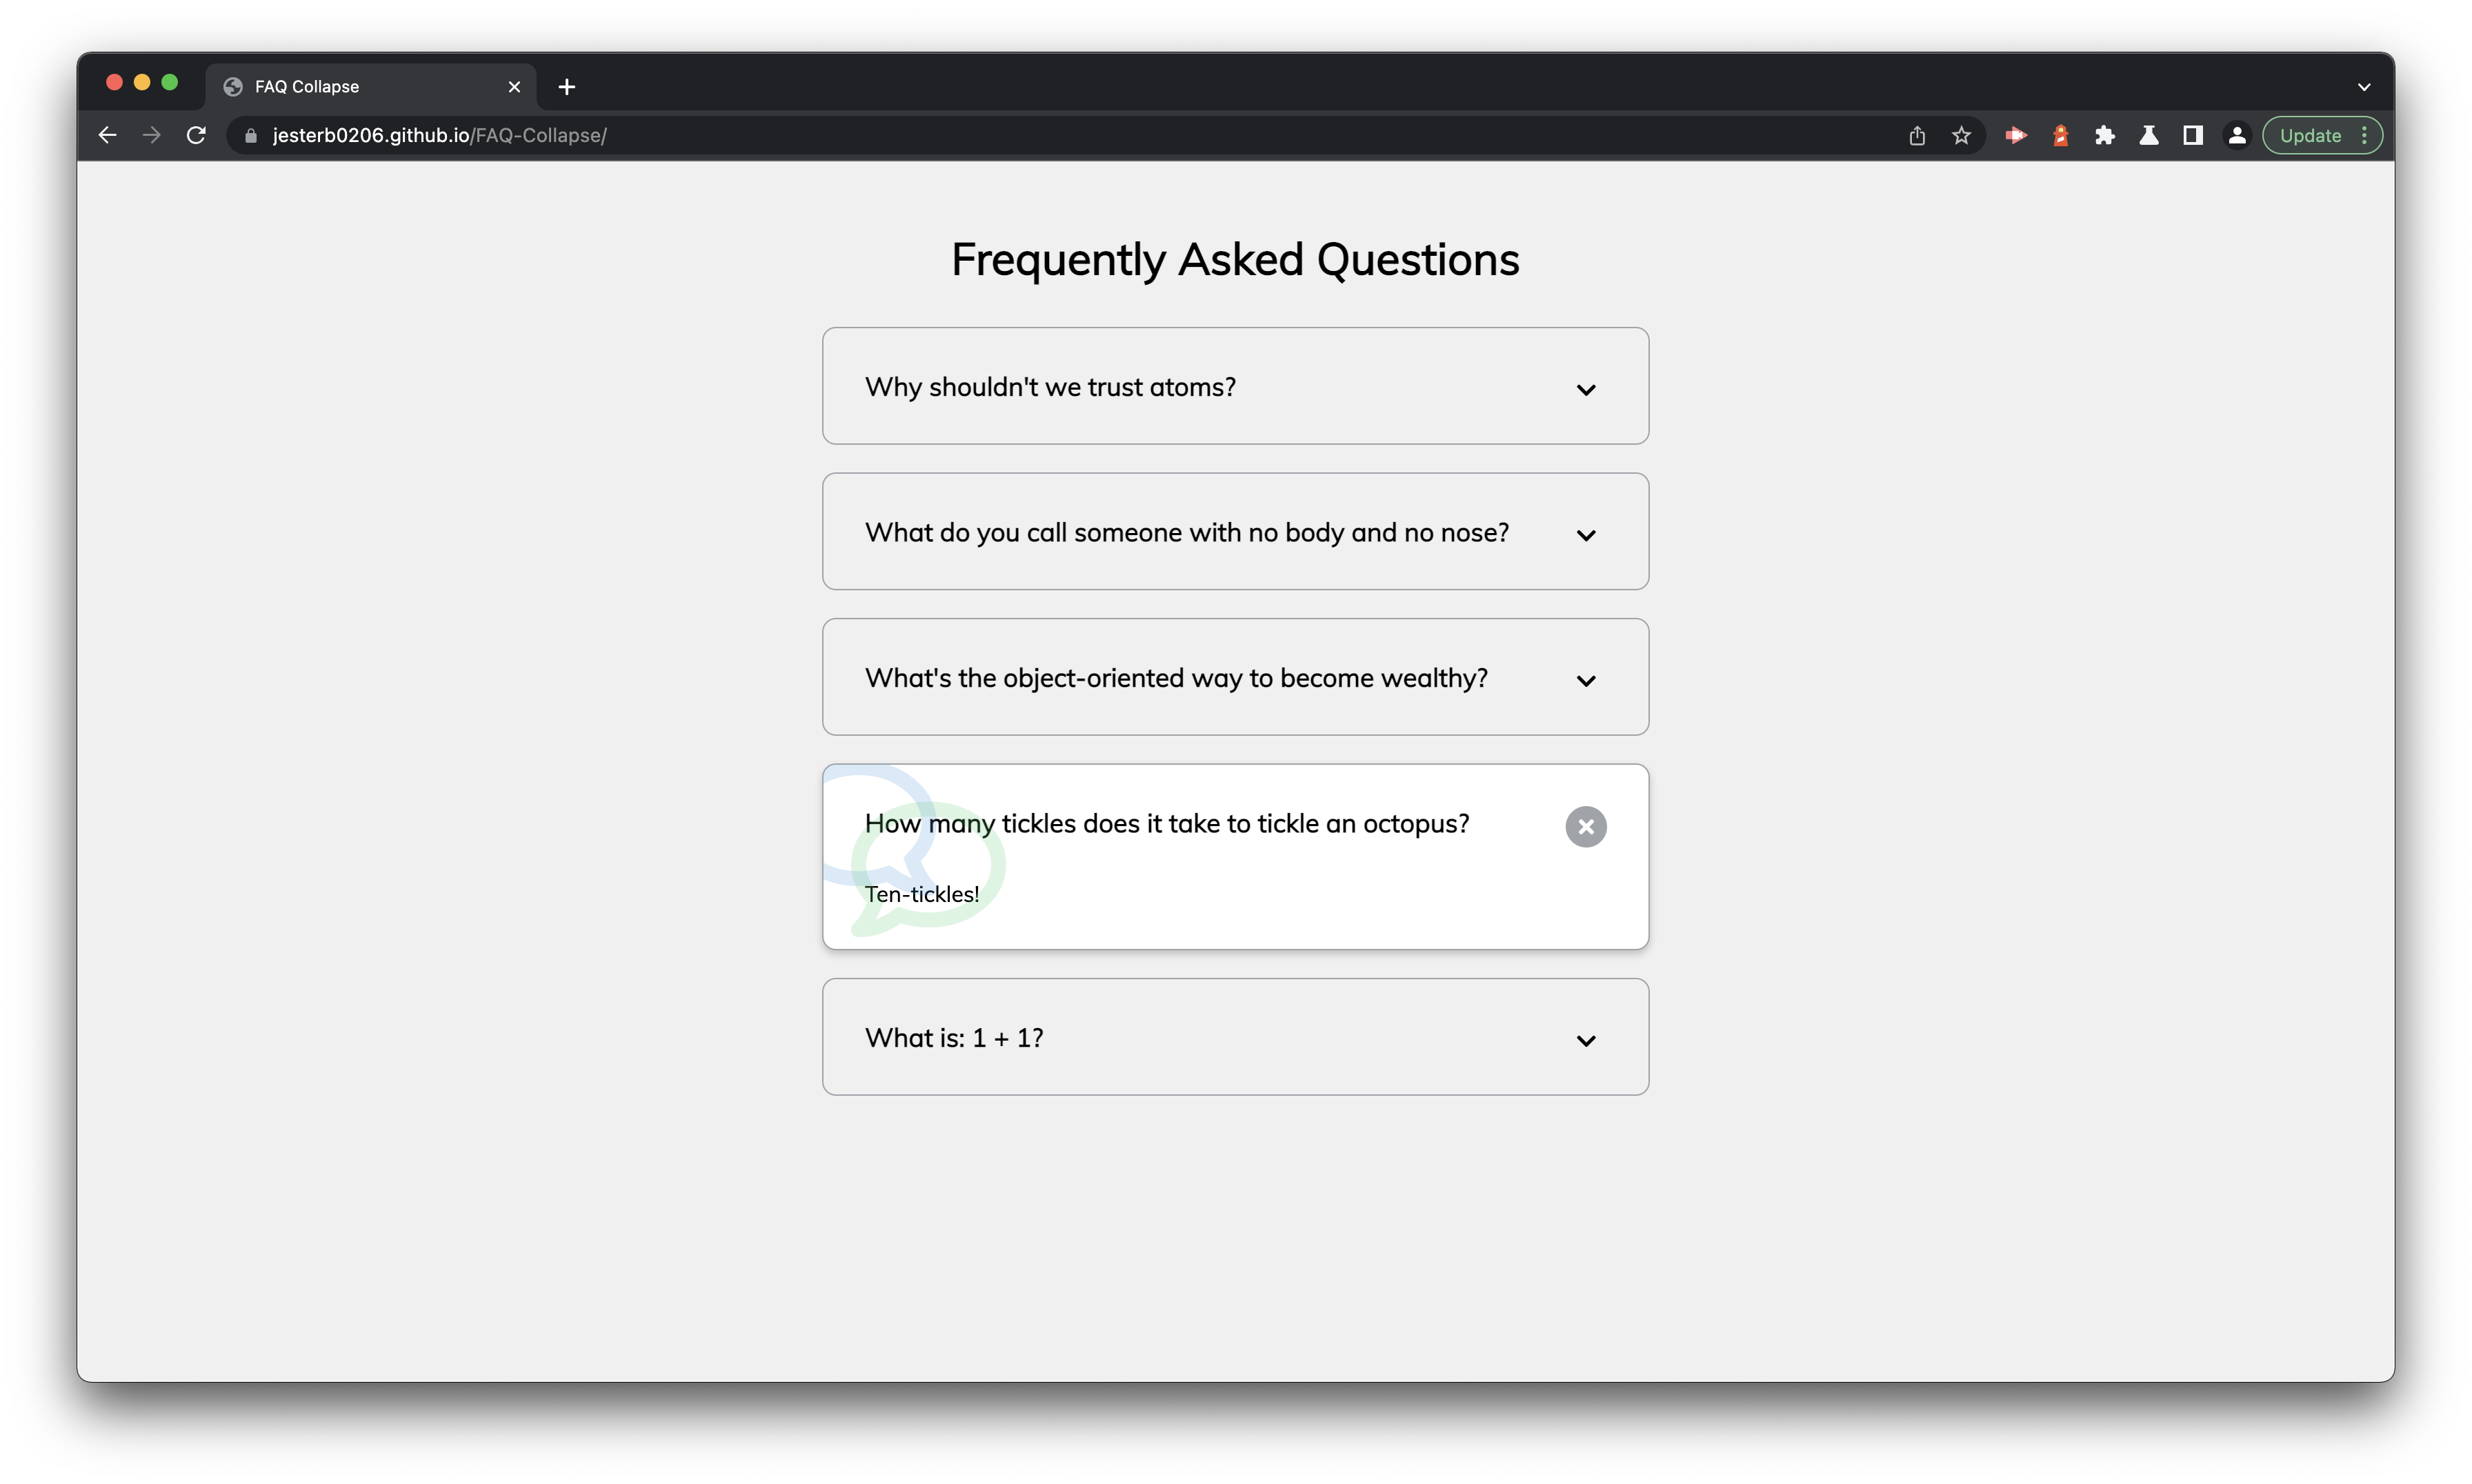 FAQ Collapse
jesterb0206.github.io/FAQ-Collapse/
Update
Frequently Asked Questions
Why shouldn't we trust atoms?
What do you call someone with no body and no nose?
What's the object-oriented way to become wealthy?
How many tickles does it take to tickle an octopus?
Ten-tickles!
What is: 1 + 1?